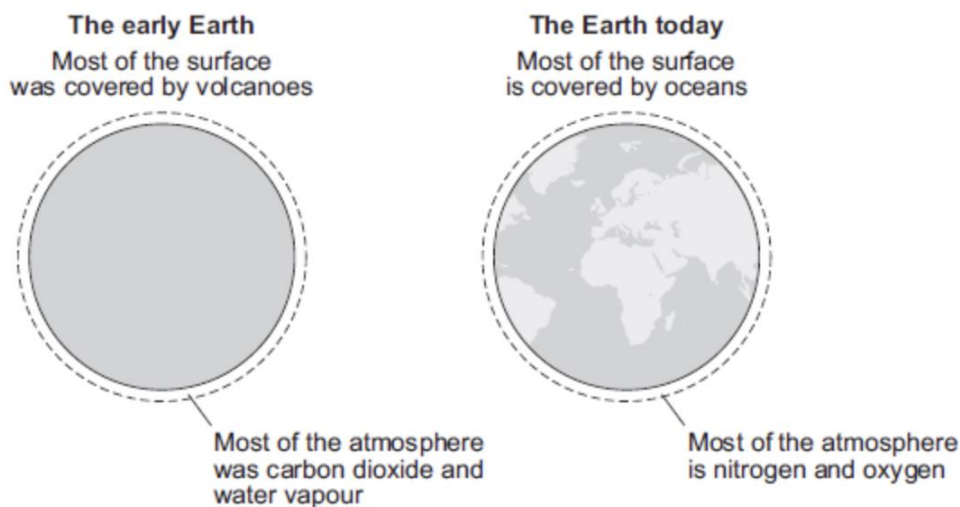 The early Earth
Most of the surface
was covered by volcanoes
Most of the atmosphere
was carbon dioxide and
water vapour
The Earth today
Most of the surface
is covered by oceans
Most of the atmosphere
is nitrogen and oxygen